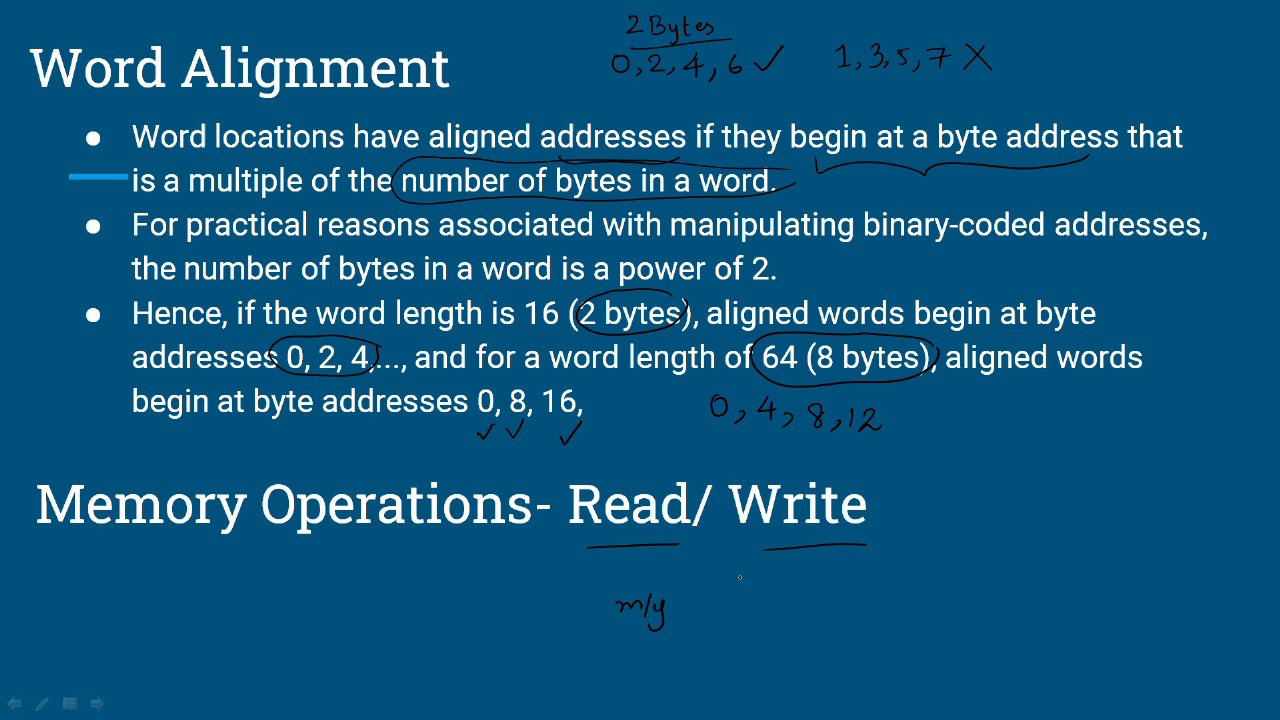 2 Bytes
0, 2, 4, 6 ✓ 1, 3, 5, 7 X
Word Alignment
● Word locations have aligned addresses if they begin at a byte address that
is a multiple of the number of bytes in a word.
● For practical reasons associated with manipulating binary-coded addresses,
the number of bytes in a word is a power of 2.
● Hence, if the word length is 16 (2 bytes), aligned words begin at byte
addresses 0, 2, 4,..., and for a word length of 64 (8 bytes), aligned words
begin at byte addresses 0, 8, 16,
0, 4, 8, 12
Memory Operations- Read/ Write
m/y